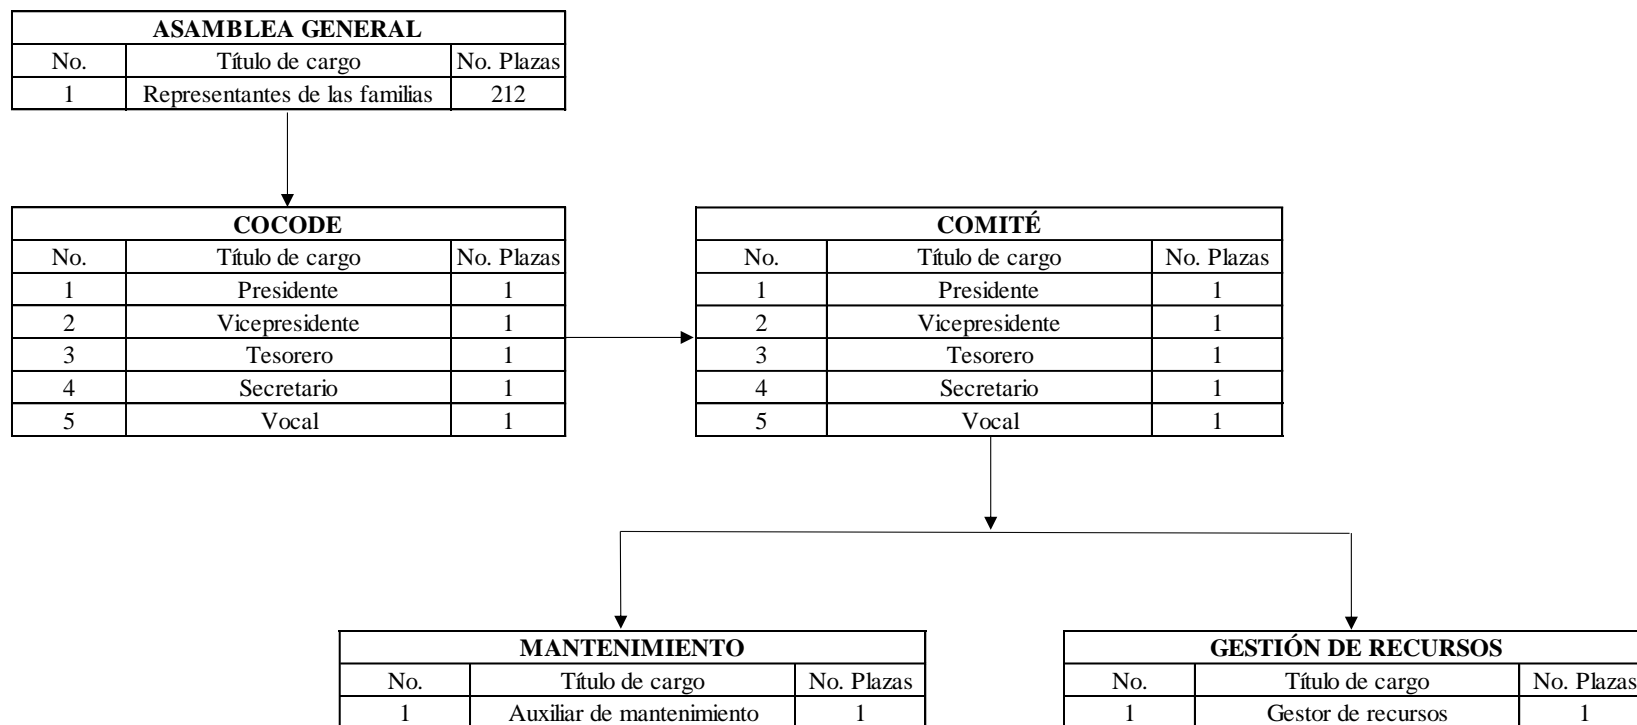 ASAMBLEA GENERAL
No. Título de cargo No. Plazas
1 Representantes de las familias 212
COCODE
No. Título de cargo No. Plazas
1 Presidente 1
2 Vicepresidente 1
3 Tesorero 1
4 Secretario 1
5 Vocal 1
COMITÉ
No. Título de cargo No. Plazas
1 Presidente 1
2 Vicepresidente 1
3 Tesorero 1
4 Secretario 1
5 Vocal 1
MANTENIMIENTO
No. Título de cargo No. Plazas
1 Auxiliar de mantenimiento 1
GESTIÓN DE RECURSOS
No. Título de cargo No. Plazas
1 Gestor de recursos 1